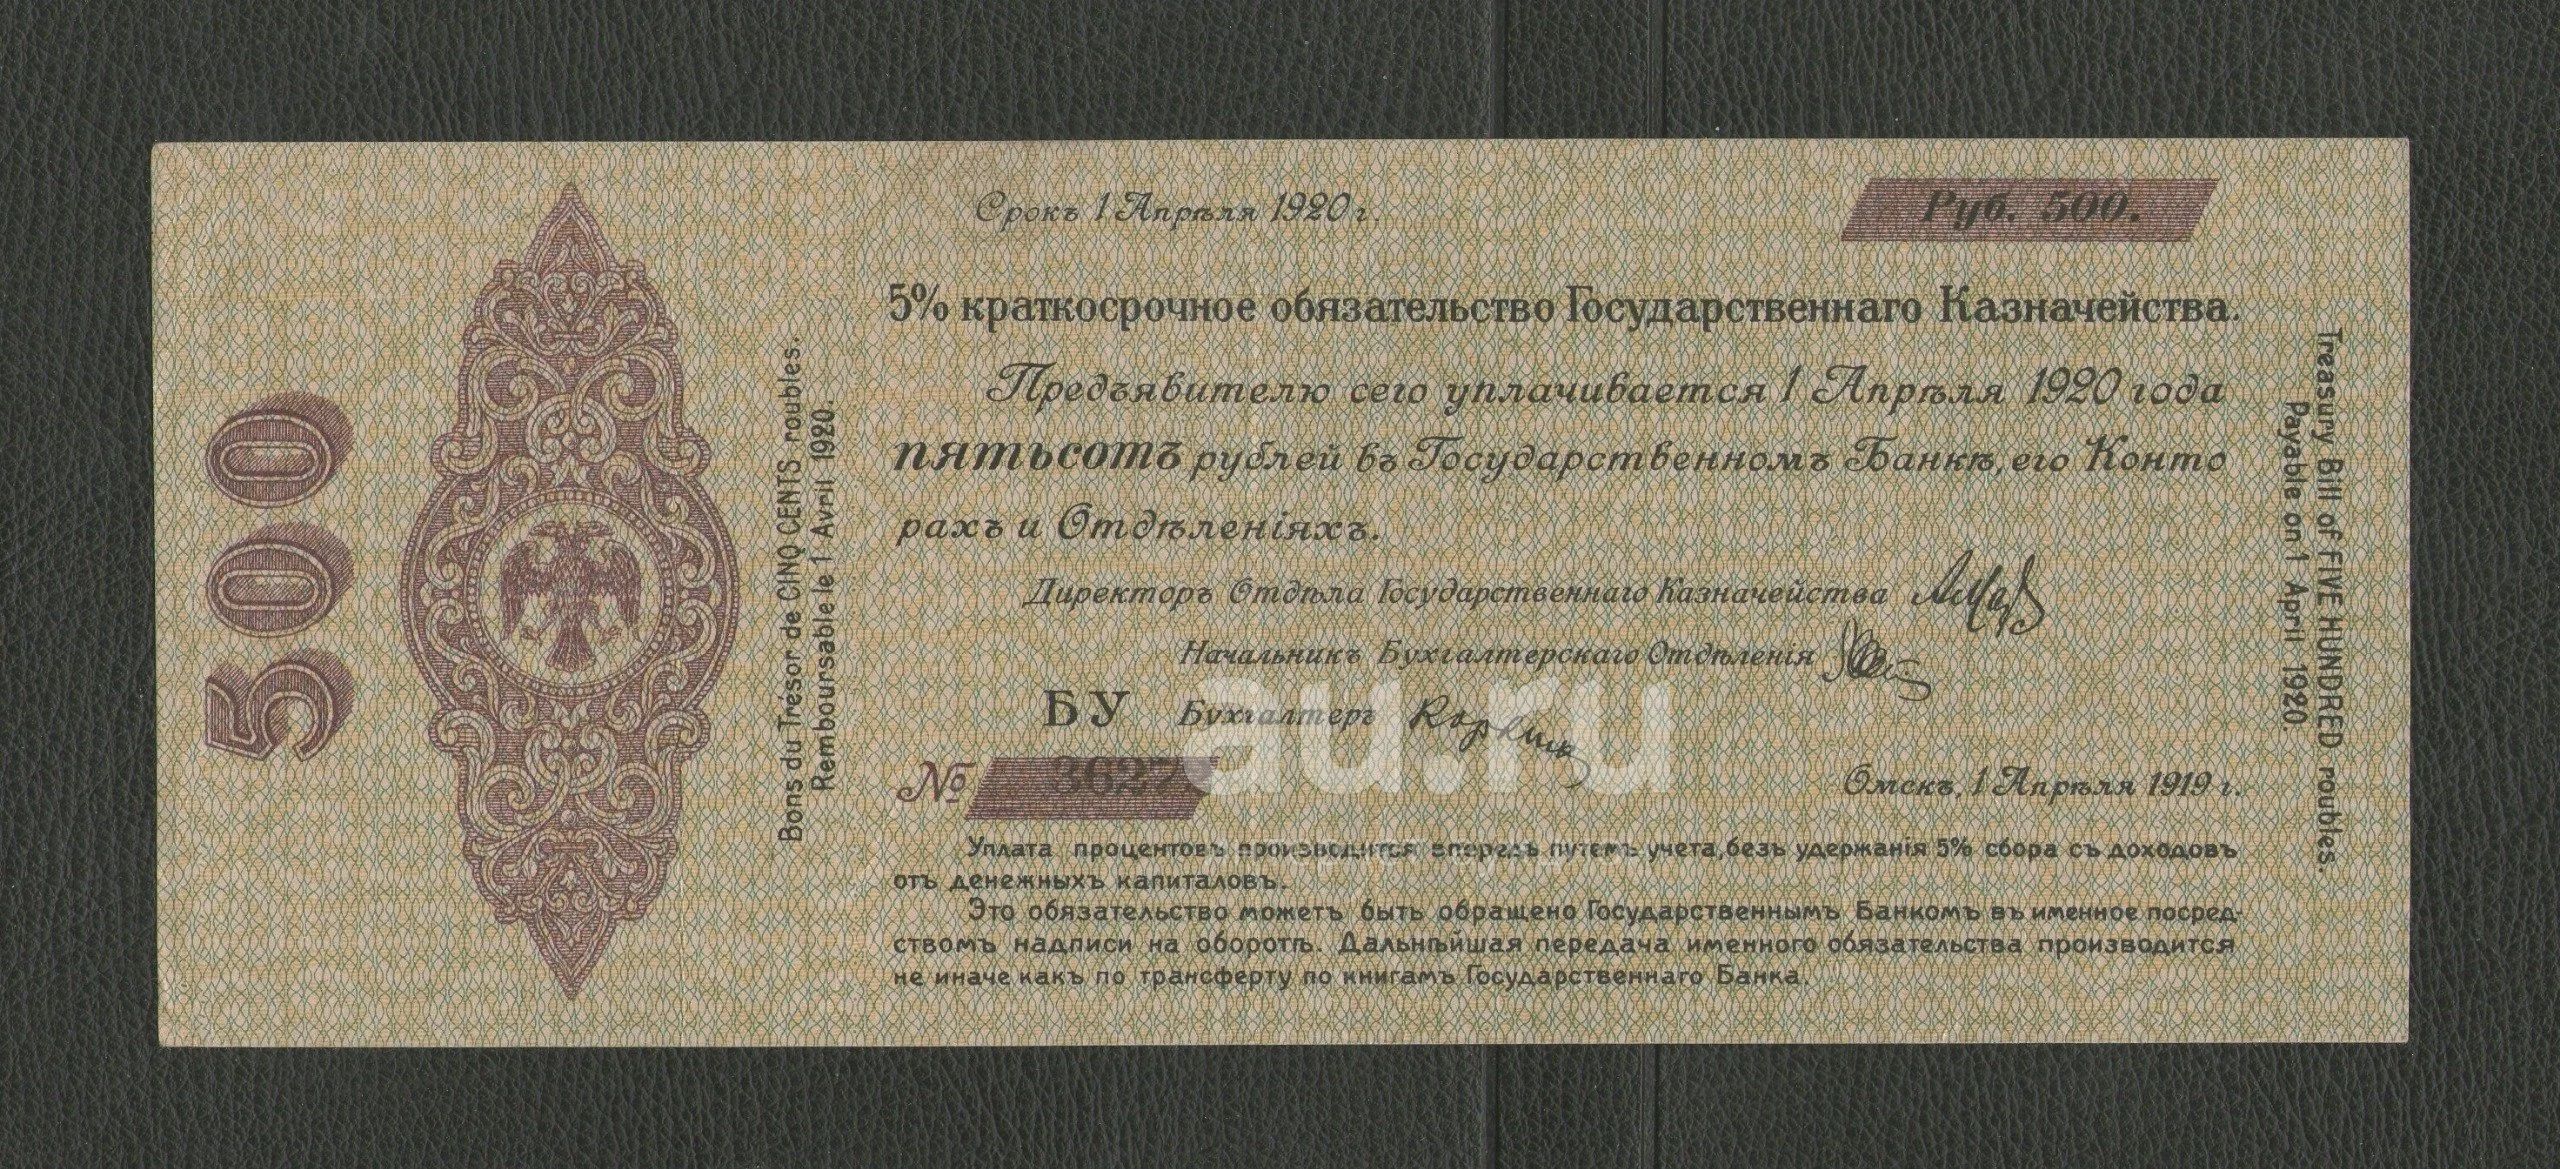 500
Bons du Trésor de CINQ CENTS roubles.
Remboursable le 1 Avril 1920.
Срокъ 1 Апрѣля 1920 г.
Руб. 500.
5% краткосрочное обязательство Государственнаго Казначейства.
Предъявителю сего уплачивается 1 Апрѣля 1920 года
пятьсотъ рублей въ Государственномъ Банкѣ, его Конто
рахъ и Отдѣленіяхъ.
Директоръ Отдѣла Государственнаго Казначейства
Начальникъ Бухгалтерскаго Отдѣленія
БУ Бухгалтеръ
№ 3627
Омскъ, 1 Апрѣля 1919 г.
Уплата процентовъ производится впередъ путемъ учета, безъ удержанія 5% сбора съ доходовъ
отъ денежныхъ капиталовъ.
Это обязательство можетъ быть обращено Государственнымъ Банкомъ въ именное посред-
ствомъ надписи на оборотѣ. Дальнѣйшая передача именного обязательства производится
не иначе какъ по трансферту по книгамъ Государственнаго Банка.
Treasury Bill of FIVE HUNDRED roubles.
Payable on 1 April 1920.
au.ru